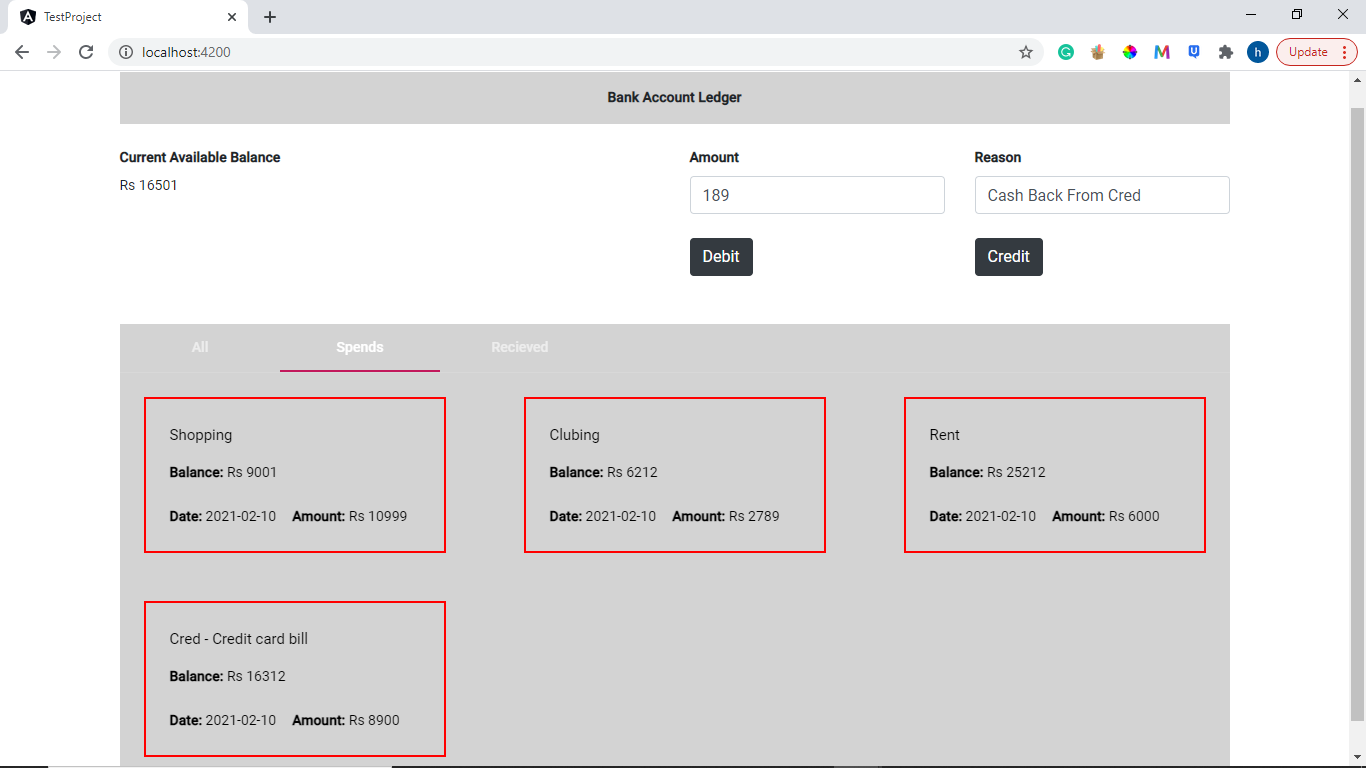 TestProject
localhost:4200
h
Update
Bank Account Ledger
Current Available Balance
Rs 16501
Amount
189
Reason
Cash Back From Cred
Debit
Credit
All Spends Recieved
Shopping
Balance: Rs 9001
Date: 2021-02-10 Amount: Rs 10999
Clubing
Balance: Rs 6212
Date: 2021-02-10 Amount: Rs 2789
Rent
Balance: Rs 25212
Date: 2021-02-10 Amount: Rs 6000
Cred - Credit card bill
Balance: Rs 16312
Date: 2021-02-10 Amount: Rs 8900